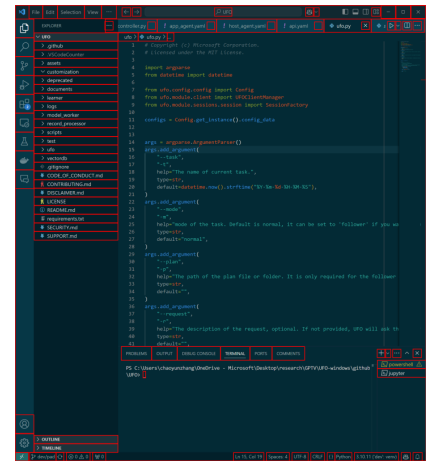 File Edit Selection View ...
UFO
EXPLORER
controller.py
app_agent.yaml
host_agent.yaml
api.yaml
ufo.py
UFO
ufo > ufo.py > ...
.github
.VSCodeCounter
assets
customization
deprecated
documents
learner
logs
model_worker
record_processor
scripts
test
ufo
vectordb
.gitignore
CODE_OF_CONDUCT.md
CONTRIBUTING.md
DISCLAIMER.md
LICENSE
README.md
requirements.txt
SECURITY.md
SUPPORT.md
OUTLINE
TIMELINE
# Copyright (c) Microsoft Corporation.
# Licensed under the MIT License.
import argparse
from datetime import datetime
from ufo.config.config import Config
from ufo.module.client import UFOClientManager
from ufo.module.sessions.session import SessionFactory
configs = Config.get_instance().config_data
args = argparse.ArgumentParser()
args.add_argument(
"--task",
"-t",
help="The name of current task.",
type=str,
default=datetime.now().strftime("%Y-%m-%d-%H-%M-%S"),
)
args.add_argument(
"--mode",
"-m",
help="mode of the task. Default is normal, it can be set to 'follower' if you wa
type=str,
default="normal",
)
args.add_argument(
"--plan",
"-p",
help="The path of the plan file or folder. It is only required for the follower
type=str,
default="",
)
args.add_argument(
"--request",
"-r",
help="The description of the request, optional. If not provided, UFO will ask th
type=str,
default="",
PROBLEMS OUTPUT DEBUG CONSOLE TERMINAL PORTS COMMENTS
PS C:\Users\chaoyunzhang\OneDrive - Microsoft\Desktop\research\GPTV\UFO-windows\github
\UFO>
powershell
jupyter
Ln 15, Col 19 Spaces: 4 UTF-8 CRLF Python